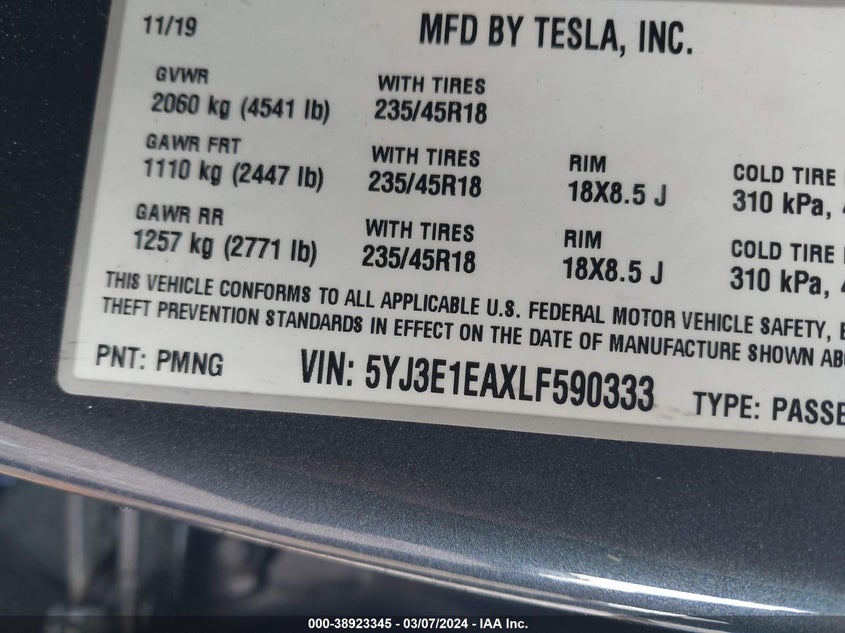 11/19 MFD BY TESLA, INC.
GVWR WITH TIRES
2060 kg (4541 lb) 235/45R18
GAWR FRT WITH TIRES RIM COLD TIRE
1110 kg (2447 lb) 235/45R18 18X8.5 J 310 kPa,
GAWR RR WITH TIRES RIM COLD TIRE
1257 kg (2771 lb) 235/45R18 18X8.5 J 310 kPa,
THIS VEHICLE CONFORMS TO ALL APPLICABLE U.S. FEDERAL MOTOR VEHICLE SAFETY,
THEFT PREVENTION STANDARDS IN EFFECT ON THE DATE OF MANUFACTURE SHOWN
PNT: PMNG VIN: 5YJ3E1EAXLF590333 TYPE:
000-38923345 - 03/07/2024 - IAA Inc.